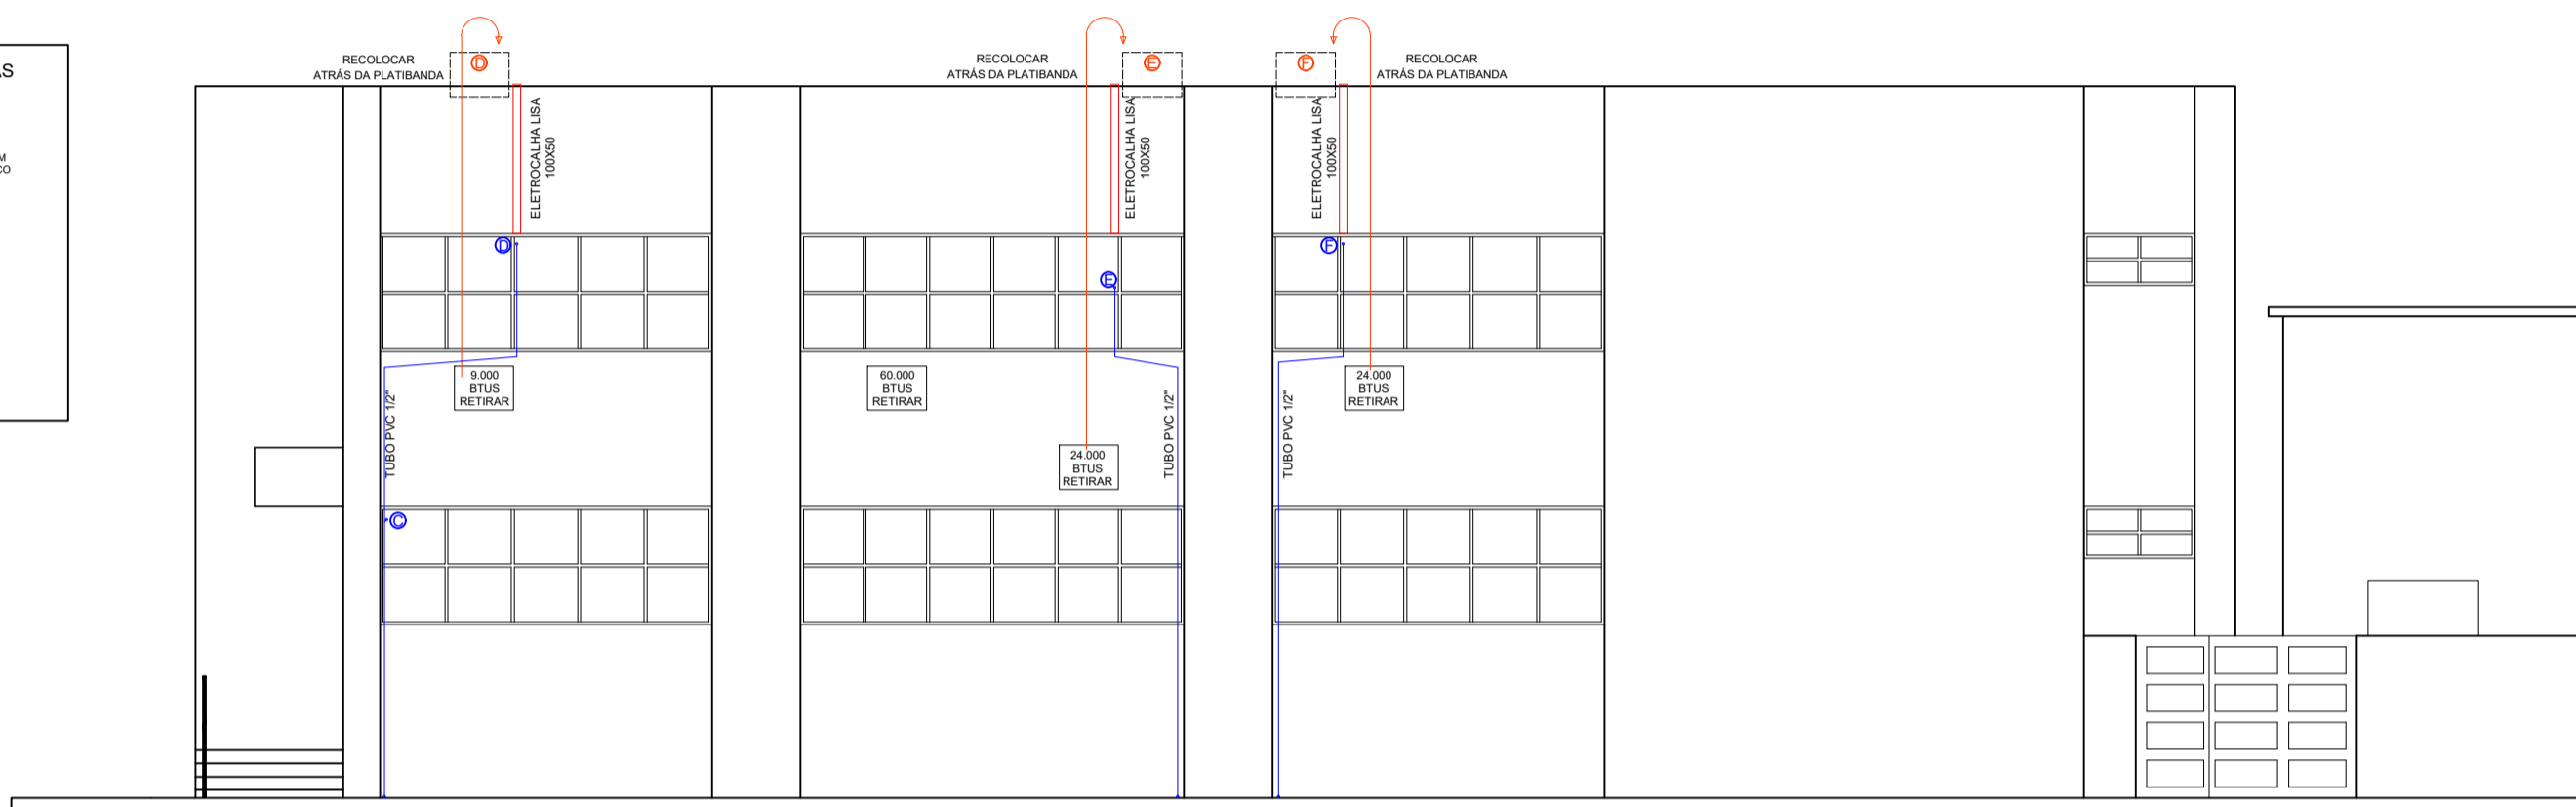 RECOLOCAR
ATRÁS DA PLATIBANDA
D
RECOLOCAR
ATRÁS DA PLATIBANDA
E
F
RECOLOCAR
ATRÁS DA PLATIBANDA
ELETROCALHA LISA
100X50
ELETROCALHA LISA
100X50
ELETROCALHA LISA
100X50
D
E
F
9.000
BTUS
RETIRAR
60.000
BTUS
RETIRAR
24.000
BTUS
RETIRAR
24.000
BTUS
RETIRAR
TUBO PVC 1/2"
TUBO PVC 1/2"
TUBO PVC 1/2"
C